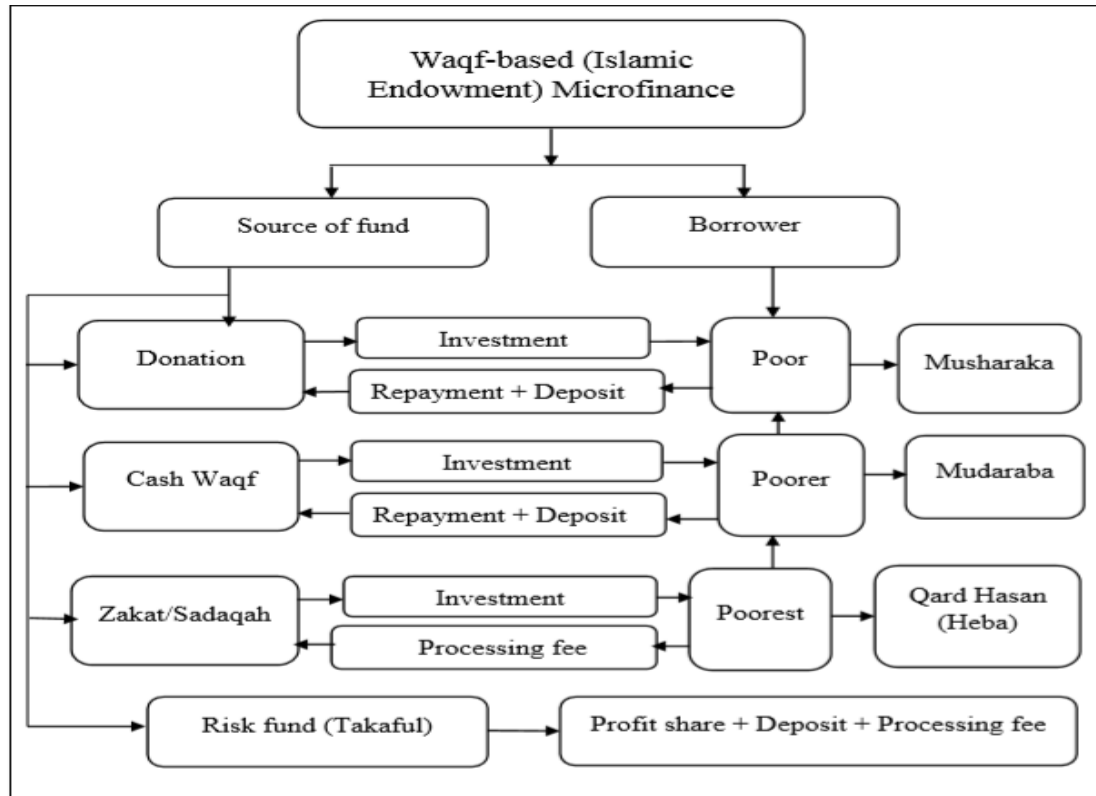 Waqf-based (Islamic
Endowment) Microfinance
Source of fund
Borrower
Donation
Investment
Repayment + Deposit
Poor
Musharaka
Cash Waqf
Investment
Repayment + Deposit
Poorer
Mudaraba
Zakat/Sadaqah
Investment
Processing fee
Poorest
Qard Hasan
(Heba)
Risk fund (Takaful)
Profit share + Deposit + Processing fee